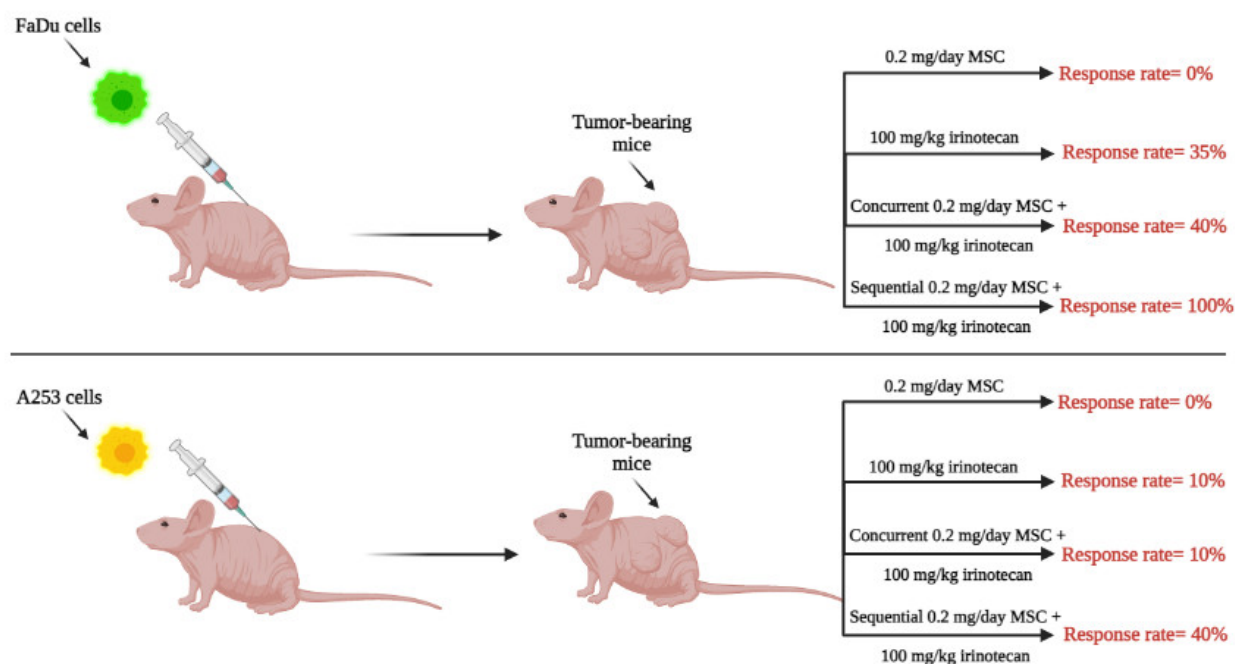 FaDu cells
Tumor-bearing
mice
0.2 mg/day MSC
Response rate= 0%
100 mg/kg irinotecan
Response rate= 35%
Concurrent 0.2 mg/day MSC +
100 mg/kg irinotecan
Response rate= 40%
Sequential 0.2 mg/day MSC +
100 mg/kg irinotecan
Response rate= 100%
A253 cells
Tumor-bearing
mice
0.2 mg/day MSC
Response rate= 0%
100 mg/kg irinotecan
Response rate= 10%
Concurrent 0.2 mg/day MSC +
100 mg/kg irinotecan
Response rate= 10%
Sequential 0.2 mg/day MSC +
100 mg/kg irinotecan
Response rate= 40%